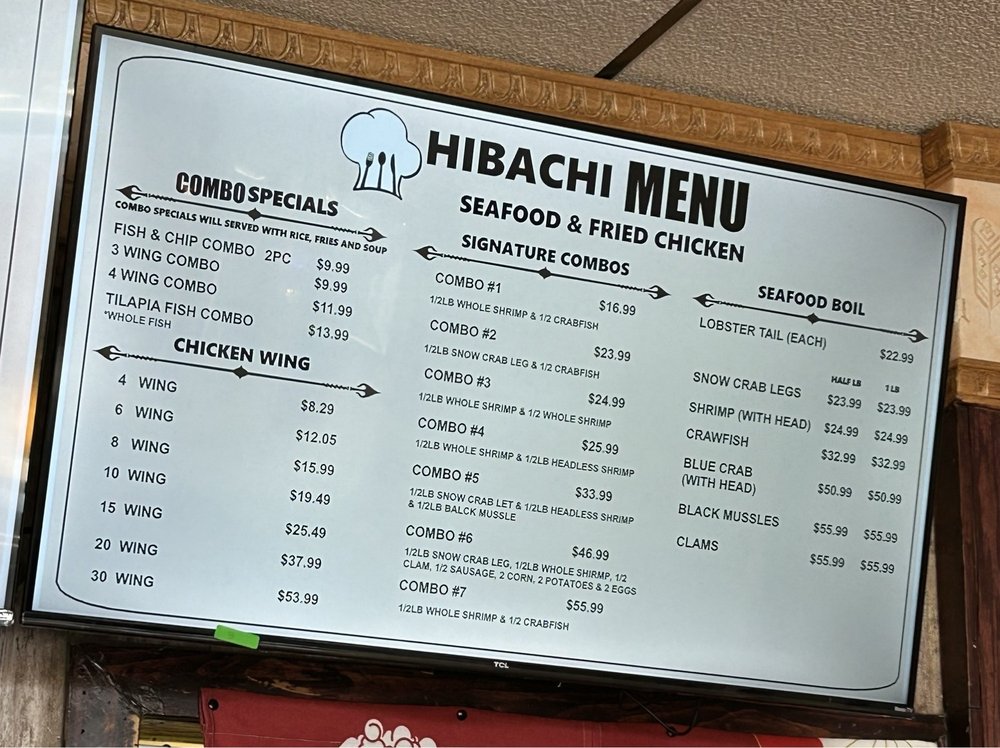 HIBACHI MENU
SEAFOOD & FRIED CHICKEN
COMBO SPECIALS
COMBO SPECIALS WILL SERVED WITH RICE, FRIES AND SOUP
FISH & CHIP COMBO 2PC $9.99
3 WING COMBO $9.99
4 WING COMBO $11.99
TILAPIA FISH COMBO $13.99
*WHOLE FISH
CHICKEN WING
4 WING $8.29
6 WING $12.05
8 WING $15.99
10 WING $19.49
15 WING $25.49
20 WING $37.99
30 WING $53.99
SIGNATURE COMBOS
COMBO #1 $16.99
1/2LB WHOLE SHRIMP & 1/2 CRABFISH
COMBO #2 $23.99
1/2LB SNOW CRAB LEG & 1/2 CRABFISH
COMBO #3 $24.99
1/2LB WHOLE SHRIMP & 1/2 WHOLE SHRIMP
COMBO #4 $25.99
1/2LB WHOLE SHRIMP & 1/2LB HEADLESS SHRIMP
COMBO #5 $33.99
1/2LB SNOW CRAB LET & 1/2LB HEADLESS SHRIMP
& 1/2LB BALCK MUSSLE
COMBO #6 $46.99
1/2LB SNOW CRAB LEG, 1/2LB WHOLE SHIRMP, 1/2
CLAM, 1/2 SAUSAGE, 2 CORN, 2 POTATOES & 2 EGGS
COMBO #7 $55.99
1/2LB WHOLE SHRIMP & 1/2 CRABFISH
SEAFOOD BOIL
LOBSTER TAIL (EACH) $22.99
HALF LB 1 LB
SNOW CRAB LEGS $23.99 $23.99
SHRIMP (WITH HEAD) $24.99 $24.99
CRAWFISH $32.99 $32.99
BLUE CRAB
(WITH HEAD) $50.99 $50.99
BLACK MUSSLES $55.99 $55.99
CLAMS $55.99 $55.99
TCL